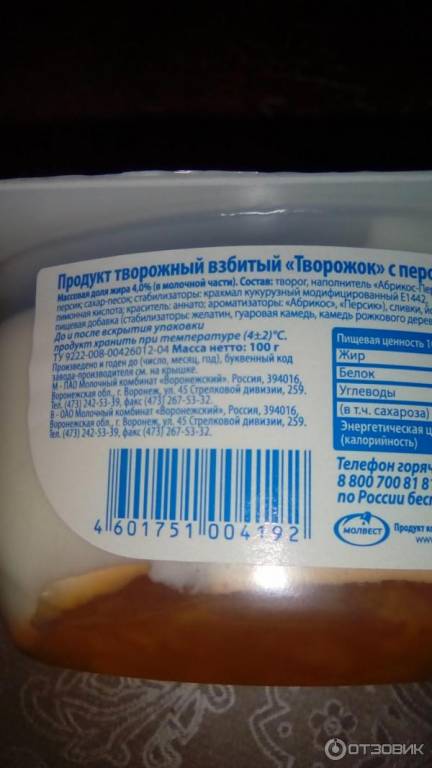 Продукт творожный взбитый «Творожок» с перс
Массовая доля жира 4,0% (в молочной части). Состав: творог, наполнитель «Абрикос-Пер
персик; сахар-песок; стабилизаторы: крахмал кукурузный модифицированный Е1442,
лимонная кислота; краситель: аннато; ароматизаторы: «Абрикос», «Персик), сливки, йо
пищевая добавка (стабилизаторы: желатин, гуаровая камедь, камедь рожкового дерев
До и после вскрытия упаковки
продукт хранить при температуре (4±2)°С.
ТУ 9222-008-00426012-04 Масса нетто: 100 г
Изготовлено и годен до (число, месяц, год), буквенный код
завода-производителя см. на крышке.
М - ПАО Молочный комбинат «Воронежский». Россия, 394016,
Воронежская обл., г. Воронеж, ул. 45 Стрелковой дивизии, 259.
Тел. (473) 242-53-39, факс (473) 267-53-32.
В - ОАО Молочный комбинат «Воронежский». Россия, 394016,
Воронежская обл., г. Воронеж, ул. 45 Стрелковой дивизии, 259.
Тел. (473) 242-53-39, факс (473) 267-53-32.
4 601751 004192
Пищевая ценность 10
Жир
Белок
Углеводы
(в т.ч. сахароза)
Энергетическая ц
(калорийность)
Телефон горяч
8 800 700 81 8
по России бесп
МОЛВЕСТ
Продукт ко
www.
ОТЗОВИК